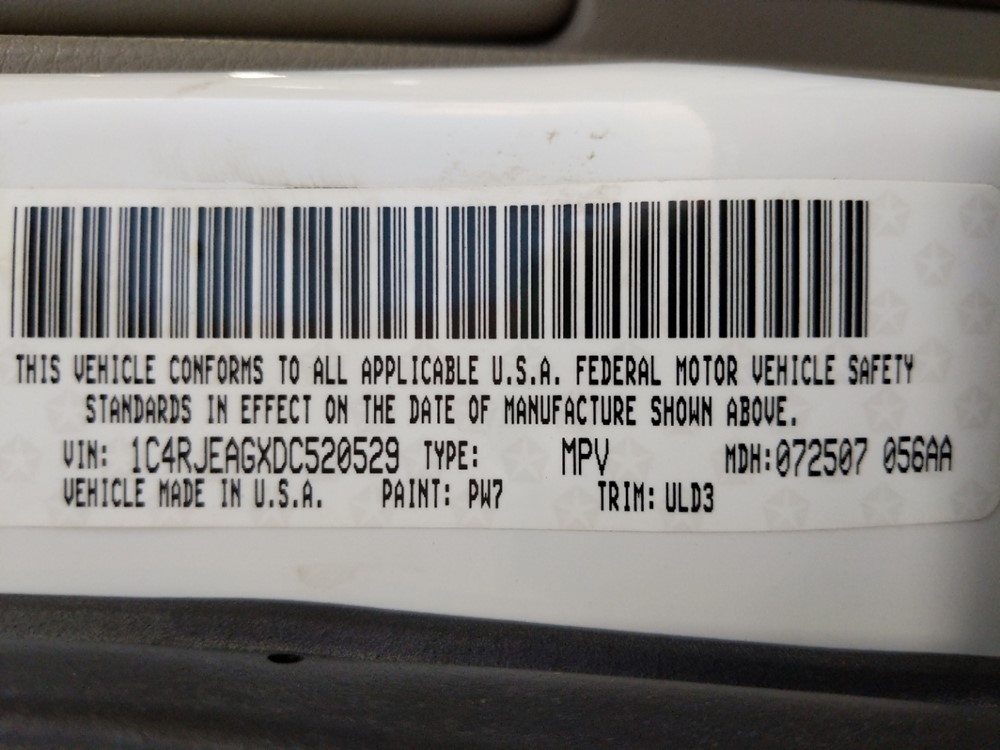 THIS VEHICLE CONFORMS TO ALL APPLICABLE U.S.A. FEDERAL MOTOR VEHICLE SAFETY
STANDARDS IN EFFECT ON THE DATE OF MANUFACTURE SHOWN ABOVE.
VIN: 1C4RJEAGXDC520529 TYPE: MPV MDH:072507 056AA
VEHICLE MADE IN U.S.A. PAINT: PW7 TRIM: ULD3